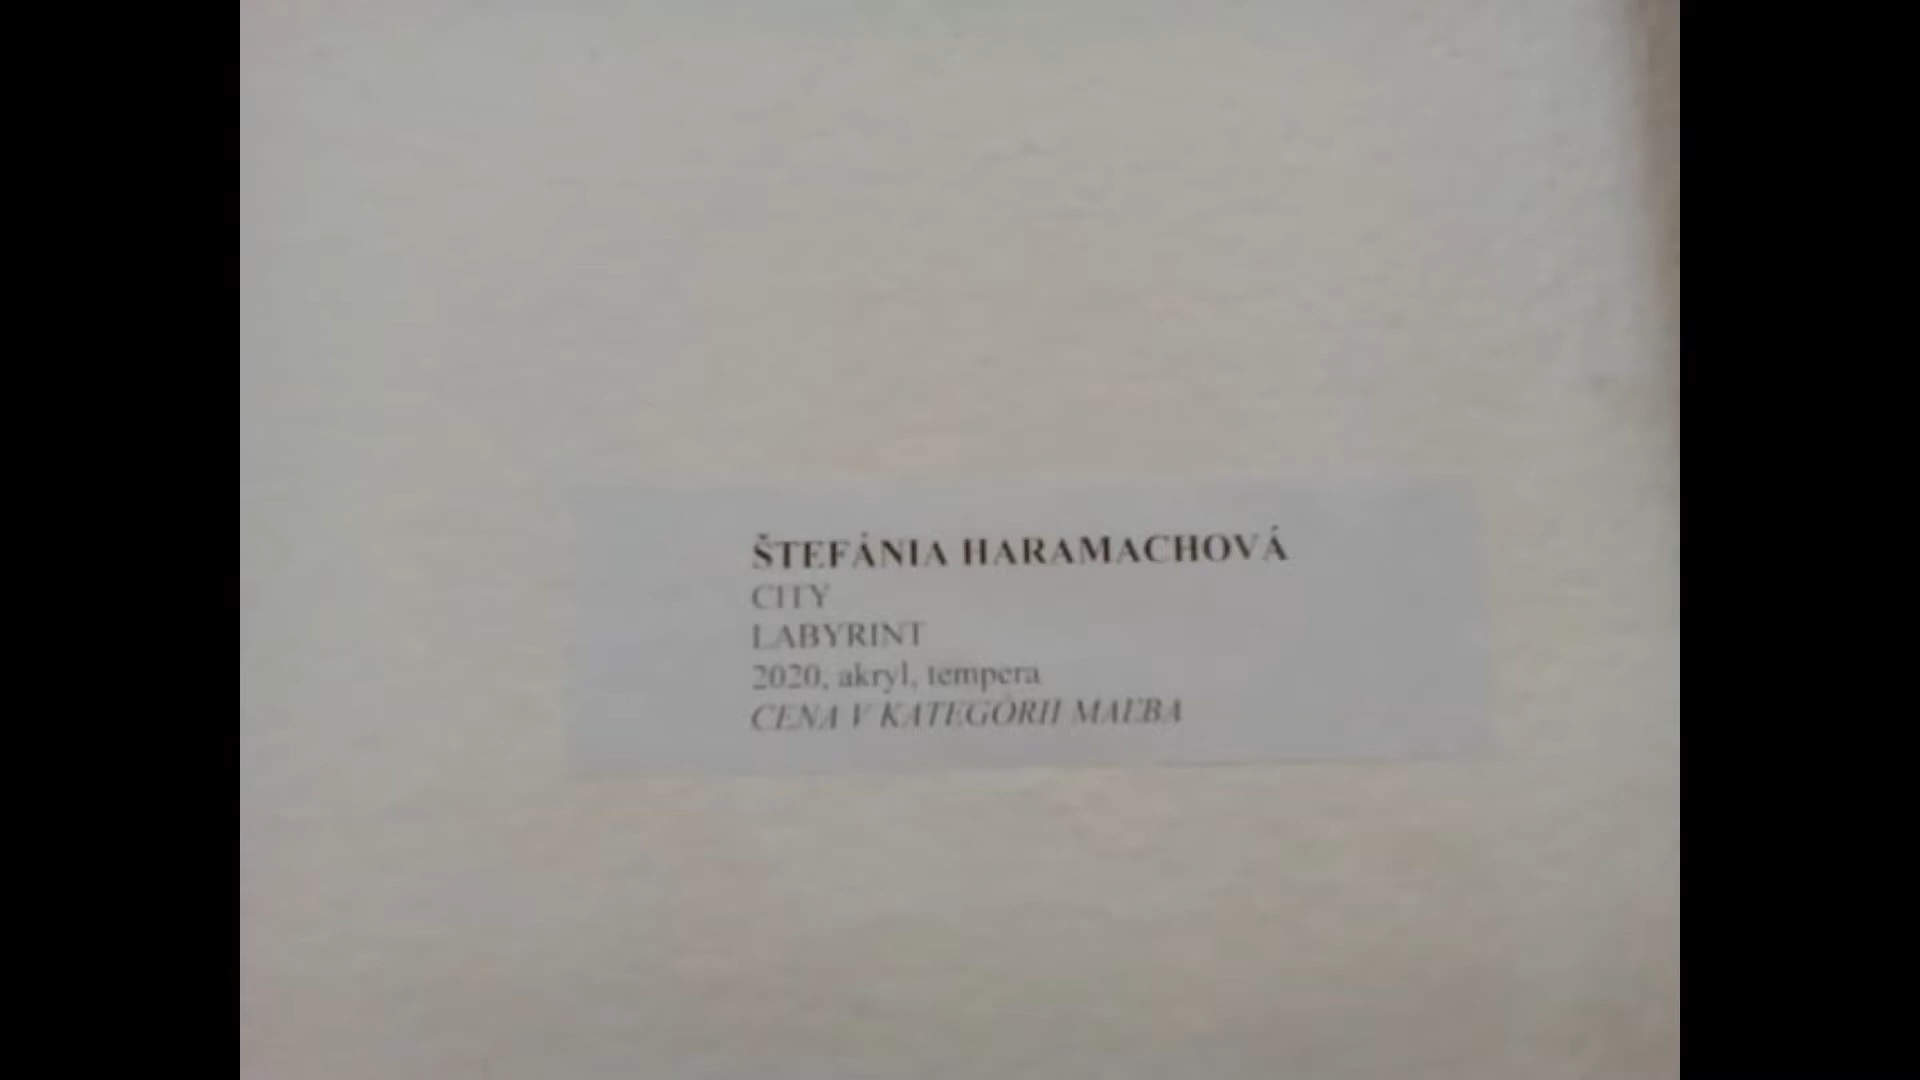 ŠTEFÁNIA HARAMACHOVÁ
CITY
LABYRINT
2020, akryl, tempera
CENA V KATEGÓRII MAĽBA